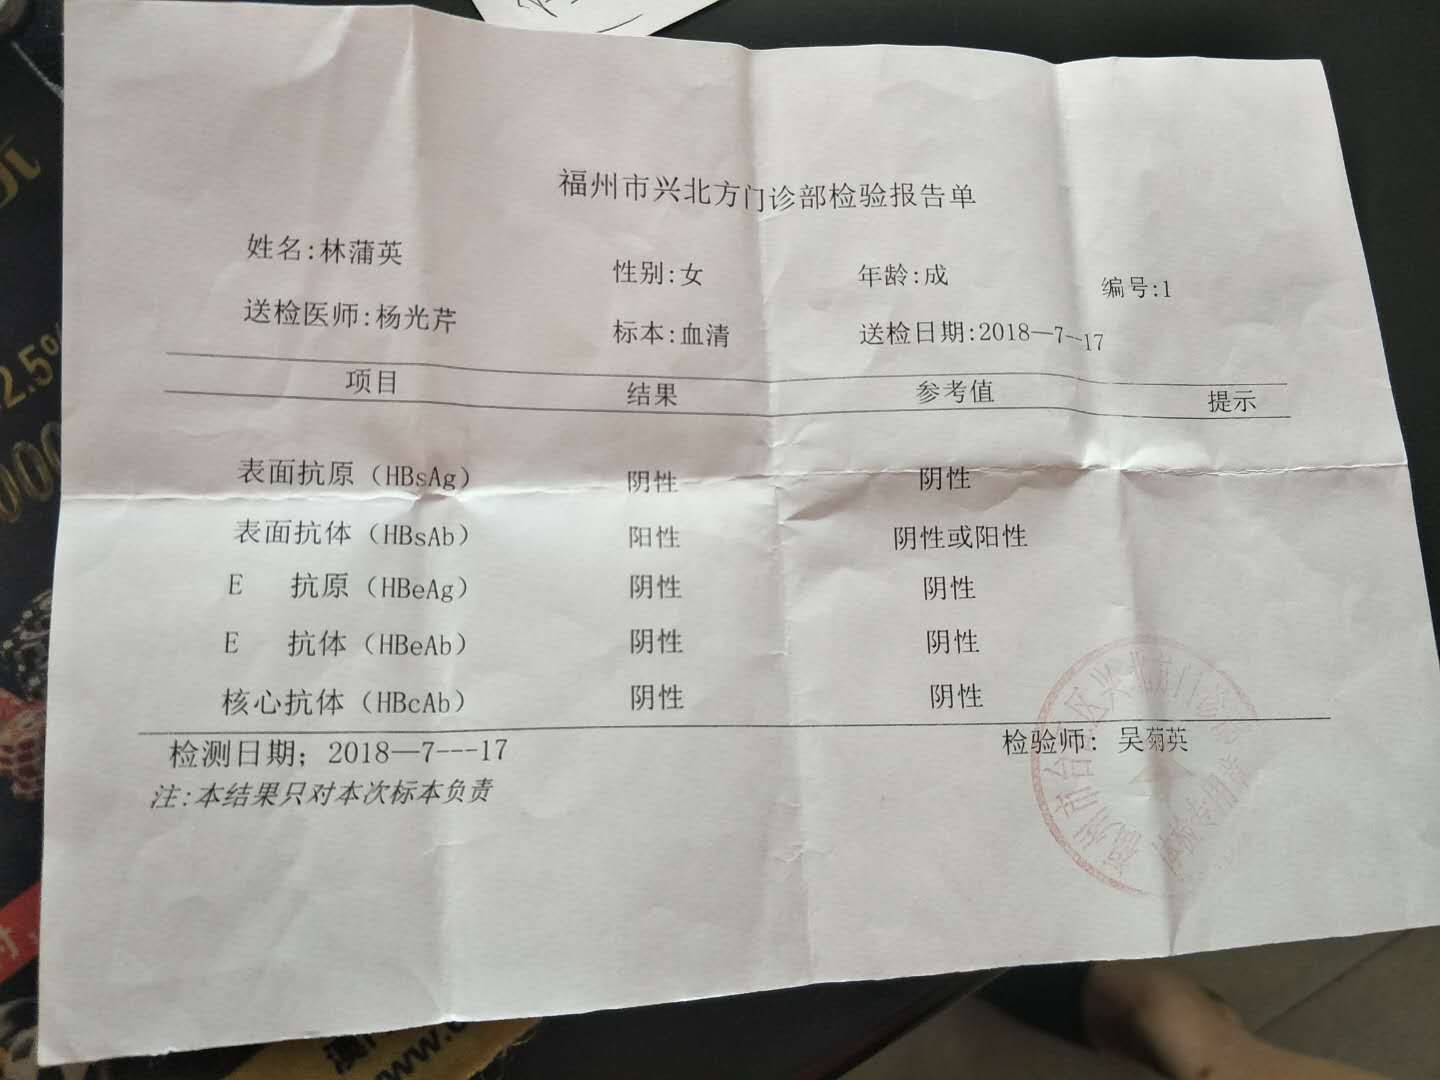 福州市兴北方门诊部检验报告单
姓名:林蒲英 性别:女 年龄:成 编号:1
送检医师:杨光芹 标本:血清 送检日期:2018—7--17
项目 结果 参考值 提示
表面抗原（HBsAg） 阴性 阴性
表面抗体（HBsAb） 阳性 阴性或阳性
E 抗原（HBeAg） 阴性 阴性
E 抗体（HBeAb） 阴性 阴性
核心抗体（HBcAb） 阴性 阴性
检测日期；2018—7---17 检验师: 吴菊英
注:本结果只对本次标本负责
2.5%
000
www.